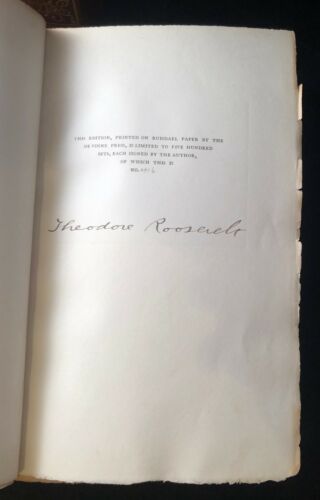 THIS EDITION, PRINTED ON RUISDAEL PAPER BY THE
DE VINNE PRESS, IS LIMITED TO FIVE HUNDRED
SETS, EACH SIGNED BY THE AUTHOR,
OF WHICH THIS IS
NO.
Theodore Roosevelt